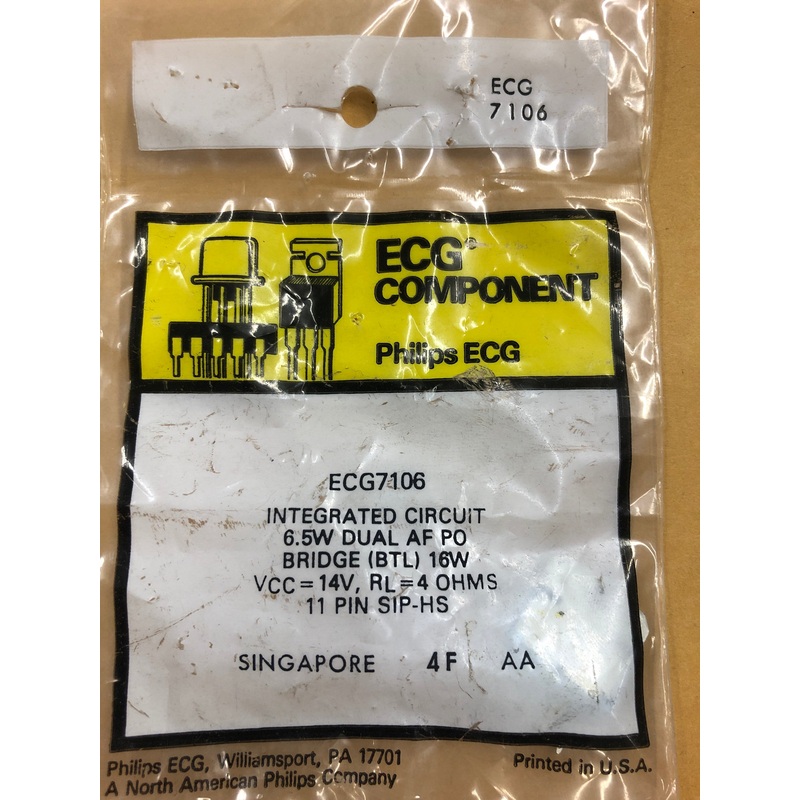 ECG
7106
ECG®
COMPONENT
Philips ECG
ECG7106
INTEGRATED CIRCUIT
6.5W DUAL AF PO
BRIDGE (BTL) 16W
VCC=14V, RL=4 OHMS
11 PIN SIP-HS
SINGAPORE 4F AA
Philips ECG, Williamsport, PA 17701
A North American Philips Company
Printed in U.S.A.